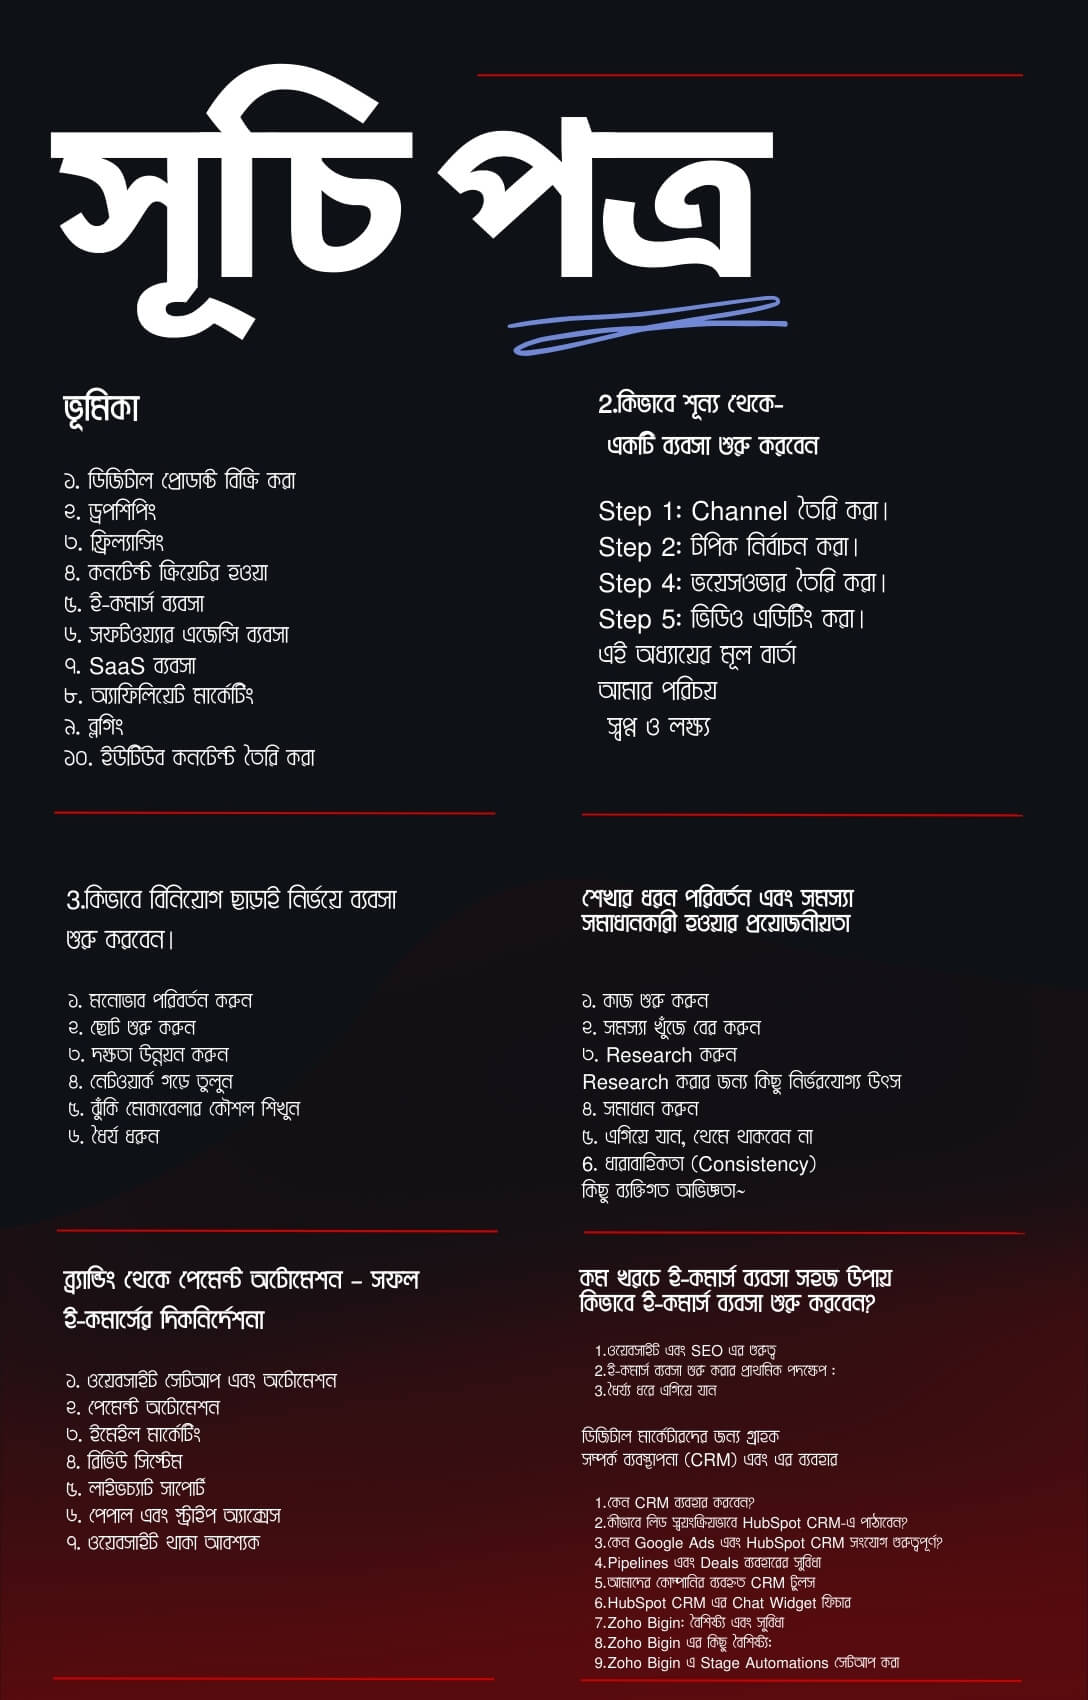 সূচি পত্র
ভূমিকা
১. ডিজিটাল প্রোডাক্ট বিক্রি করা
২. ড্রপশিপিং
৩. ফ্রিল্যান্সিং
৪. কনটেন্ট ক্রিয়েটর হওয়া
৫. ই-কমার্স ব্যবসা
৬. সফটওয়্যার এজেন্সি ব্যবসা
৭. SaaS ব্যবসা
৮. অ্যাফিলিয়েট মার্কেটিং
৯. ব্লগিং
১০. ইউটিউব কনটেন্ট তৈরি করা
2.কিভাবে শূন্য থেকে-
একটি ব্যবসা শুরু করবেন
Step 1: Channel তৈরি করা।
Step 2: টপিক নির্বাচন করা।
Step 4: ভয়েসওভার তৈরি করা।
Step 5: ভিডিও এডিটিং করা।
এই অধ্যায়ের মূল বার্তা
আমার পরিচয়
স্বপ্ন ও লক্ষ্য
3.কিভাবে বিনিয়োগ ছাড়াই নির্ভয়ে ব্যবসা
শুরু করবেন।
১. মনোভাব পরিবর্তন করুন
২. ছোট শুরু করুন
৩. দক্ষতা উন্নয়ন করুন
৪. নেটওয়ার্ক গড়ে তুলুন
৫. ঝুঁকি মোকাবেলার কৌশল শিখুন
৬. ধৈর্য ধরুন
শেখার ধরন পরিবর্তন এবং সমস্যা
সমাধানকারী হওয়ার প্রয়োজনীয়তা
১. কাজ শুরু করুন
২. সমস্যা খুঁজে বের করুন
৩. Research করুন
Research করার জন্য কিছু নির্ভরযোগ্য উৎস
৪. সমাধান করুন
৫. এগিয়ে যান, থেমে থাকবেন না
6. ধারাবাহিকতা (Consistency)
কিছু ব্যক্তিগত অভিজ্ঞতা~
ব্র্যান্ডিং থেকে পেমেন্ট অটোমেশন – সফল
ই-কমার্সের দিকনির্দেশনা
১. ওয়েবসাইট সেটআপ এবং অটোমেশন
২. পেমেন্ট অটোমেশন
৩. ইমেইল মার্কেটিং
৪. রিভিউ সিস্টেম
৫. লাইভচ্যাট সাপোর্ট
৬. পেপাল এবং স্ট্রাইপ অ্যাক্সেস
৭. ওয়েবসাইট থাকা আবশ্যক
কম খরচে ই-কমার্স ব্যবসা সহজ উপায়
কিভাবে ই-কমার্স ব্যবসা শুরু করবেন?
1.ওয়েবসাইট এবং SEO এর গুরুত্ব
2.ই-কমার্স ব্যবসা শুরু করার প্রাথমিক পদক্ষেপ :
3.ধৈর্য্য ধরে এগিয়ে যান
ডিজিটাল মার্কেটারদের জন্য গ্রাহক
সম্পর্ক ব্যবস্থাপনা (CRM) এবং এর ব্যবহার
1.কেন CRM ব্যবহার করবেন?
2.কীভাবে লিড স্বয়ংক্রিয়ভাবে HubSpot CRM-এ পাঠাবেন?
3.কেন Google Ads এবং HubSpot CRM সংযোগ গুরুত্বপূর্ণ?
4.Pipelines এবং Deals ব্যবহারের সুবিধা
5.আমাদের কোম্পানির ব্যবহৃত CRM টুলস
6.HubSpot CRM এর Chat Widget ফিচার
7.Zoho Bigin: বৈশিষ্ট্য এবং সুবিধা
8.Zoho Bigin এর কিছু বৈশিষ্ট্য:
9.Zoho Bigin এ Stage Automations সেটআপ করা